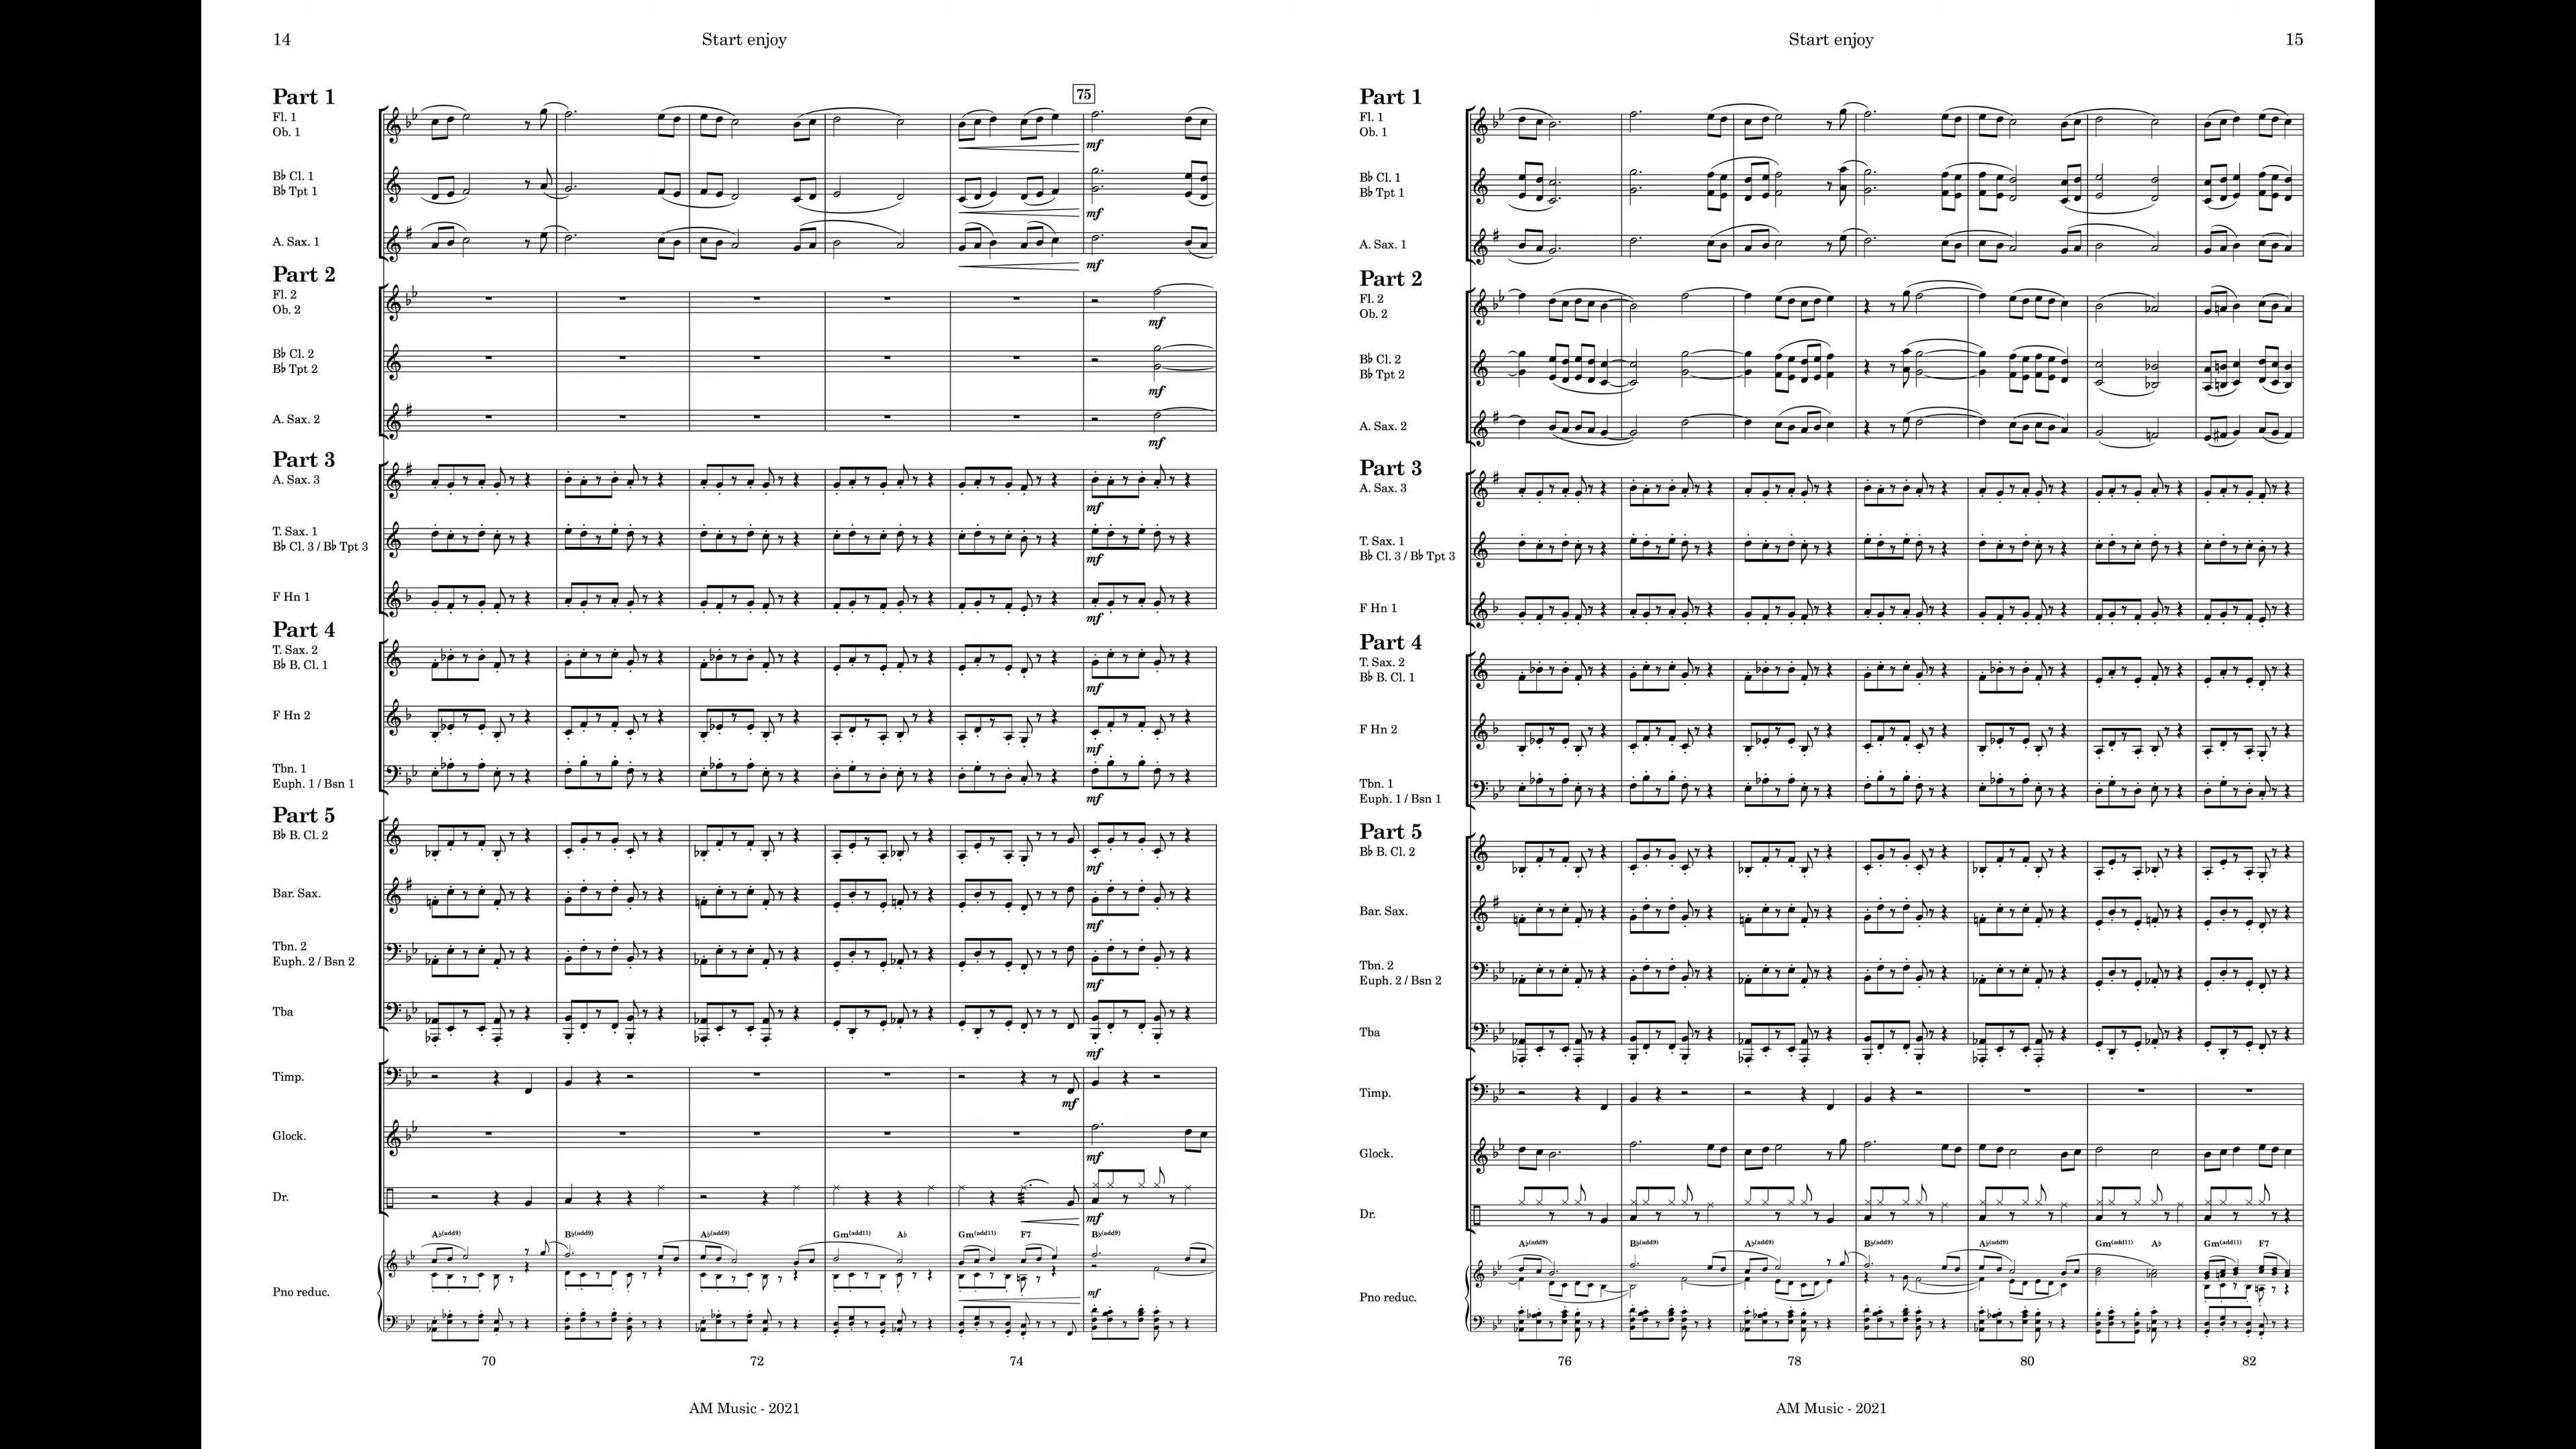 14
Start enjoy
Part 1
Fl. 1
Ob. 1
75
mf
B♭ Cl. 1
B♭ Tpt 1
mf
A. Sax. 1
mf
Part 2
Fl. 2
Ob. 2
mf
B♭ Cl. 2
B♭ Tpt 2
mf
A. Sax. 2
mf
Part 3
A. Sax. 3
mf
T. Sax. 1
B♭ Cl. 3 / B♭ Tpt 3
mf
F Hn 1
mf
Part 4
T. Sax. 2
B♭ B. Cl. 1
mf
F Hn 2
mf
Tbn. 1
Euph. 1 / Bsn 1
mf
Part 5
B♭ B. Cl. 2
mf
Bar. Sax.
mf
Tbn. 2
Euph. 2 / Bsn 2
mf
Tba
mf
Timp.
mf
Glock.
mf
Dr.
mf
A♭(add9) B♭(add9) A♭(add9) Gm(add11) A♭ Gm(add11) F7 B♭(add9)
Pno reduc.
mf
70 72 74
AM Music - 2021
Start enjoy
15
Part 1
Fl. 1
Ob. 1
B♭ Cl. 1
B♭ Tpt 1
A. Sax. 1
Part 2
Fl. 2
Ob. 2
B♭ Cl. 2
B♭ Tpt 2
A. Sax. 2
Part 3
A. Sax. 3
T. Sax. 1
B♭ Cl. 3 / B♭ Tpt 3
F Hn 1
Part 4
T. Sax. 2
B♭ B. Cl. 1
F Hn 2
Tbn. 1
Euph. 1 / Bsn 1
Part 5
B♭ B. Cl. 2
Bar. Sax.
Tbn. 2
Euph. 2 / Bsn 2
Tba
Timp.
Glock.
Dr.
A♭(add9) B♭(add9) A♭(add9) B♭(add9) A♭(add9) Gm(add11) A♭ Gm(add11) F7
Pno reduc.
76 78 80 82
AM Music - 2021